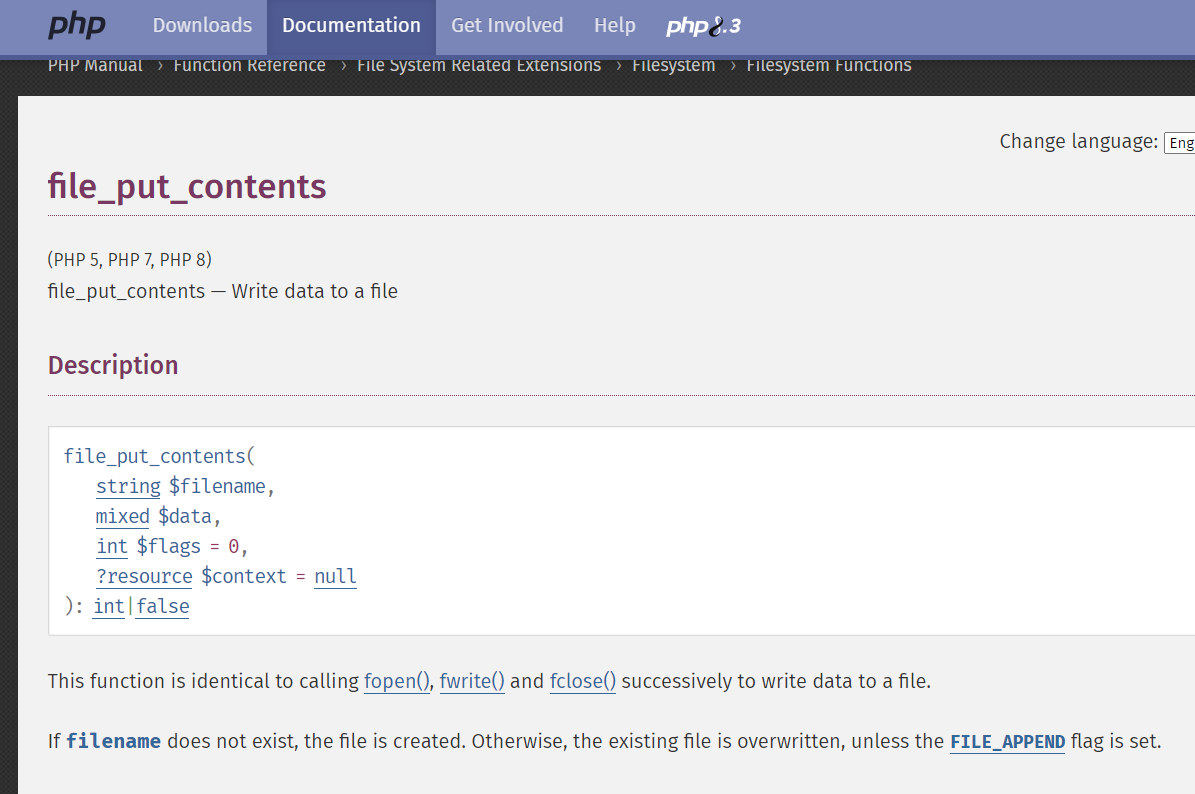 php Downloads Documentation Get Involved Help php8.3
PHP Manual › Function Reference › File System Related Extensions › Filesystem › Filesystem Functions
Change language: Eng
file_put_contents
(PHP 5, PHP 7, PHP 8)
file_put_contents — Write data to a file
Description
file_put_contents(
string $filename,
mixed $data,
int $flags = 0,
?resource $context = null
): int|false
This function is identical to calling fopen(), fwrite() and fclose() successively to write data to a file.
If filename does not exist, the file is created. Otherwise, the existing file is overwritten, unless the FILE_APPEND flag is set.